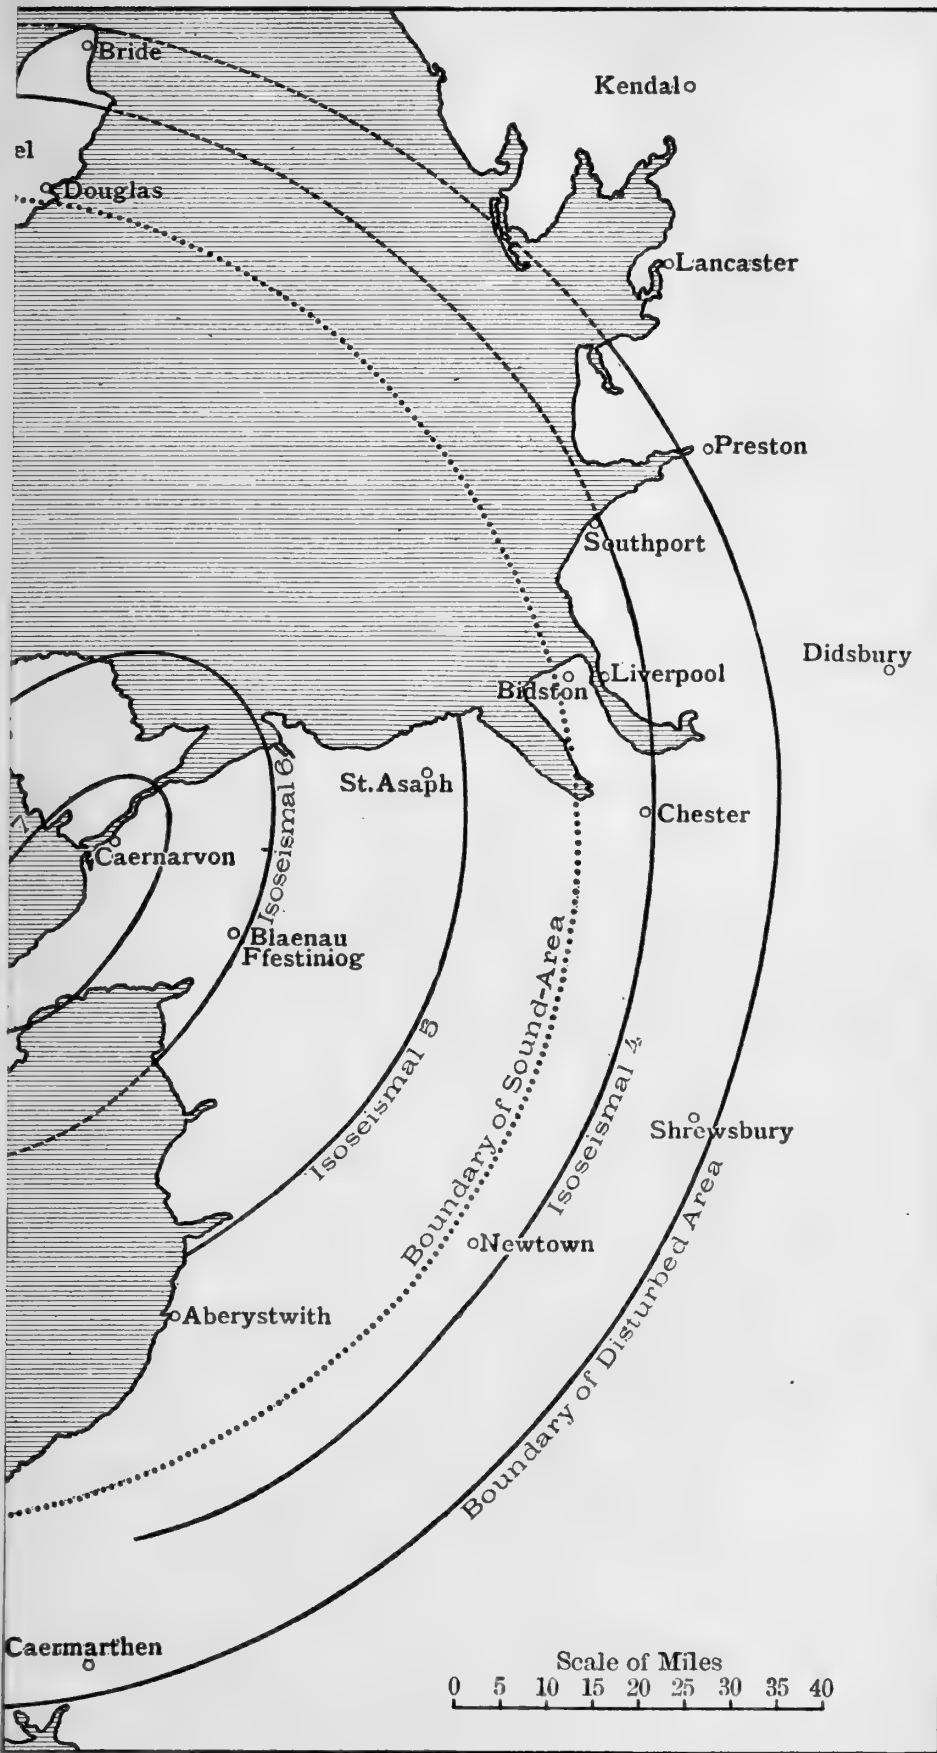 Bride
Kendal
el
Douglas
Lancaster
Preston
Southport
Didsbury
Liverpool
Bidston
St. Asaph
Isoseismal 6
Chester
7
Caernarvon
Blaenau
Ffestiniog
Isoseismal 5
Boundary of Sound-Area
Isoseismal 4
Shrewsbury
Newtown
Boundary of Disturbed Area
Aberystwith
Caermarthen
Scale of Miles
0 5 10 15 20 25 30 35 40